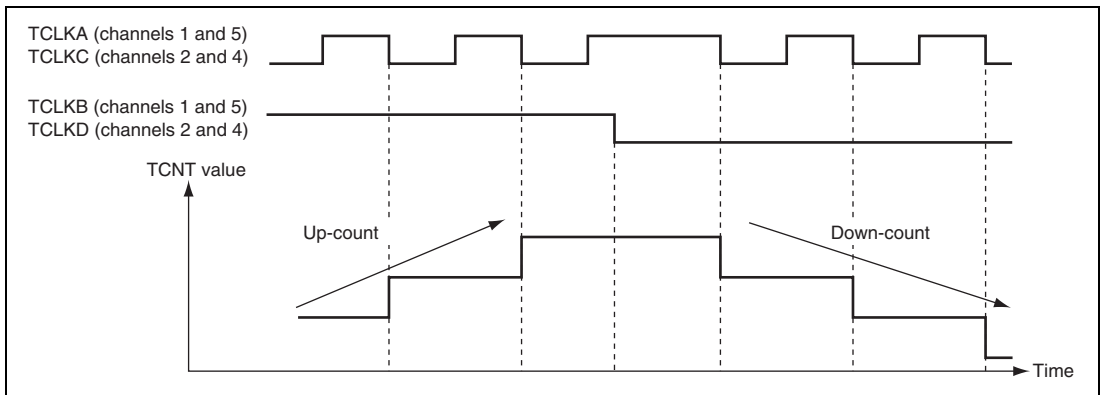 TCLKA (channels 1 and 5)
TCLKC (channels 2 and 4)
TCLKB (channels 1 and 5)
TCLKD (channels 2 and 4)
TCNT value
Up-count
Down-count
Time